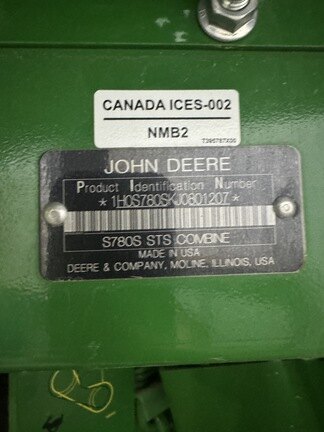 CANADA ICES-002
NMB2
JOHN DEERE
Product Identification Number
*1H0S780SKJ0801207*
S780S STS COMBINE
MADE IN USA
DEERE & COMPANY, MOLINE, ILLINOIS, USA